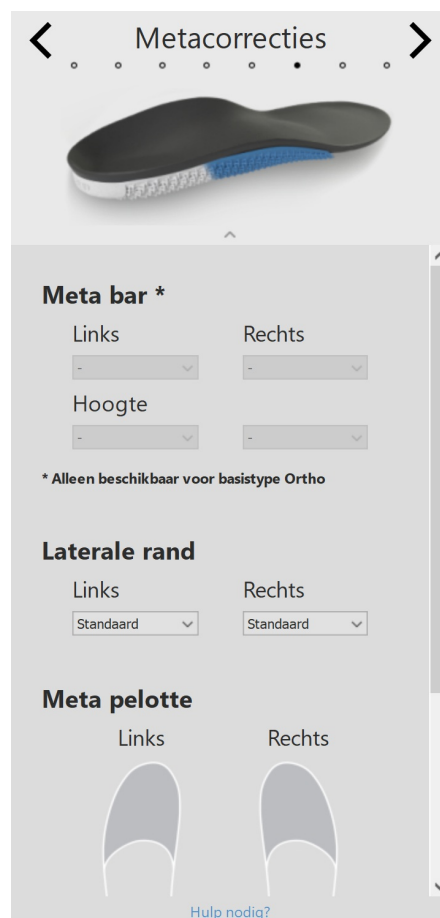 Metacorrecties
Meta bar *
Links Rechts
- -
Hoogte
- -
* Alleen beschikbaar voor basistype Ortho
Laterale rand
Links Rechts
Standaard Standaard
Meta pelotte
Links Rechts
Hulp nodig?